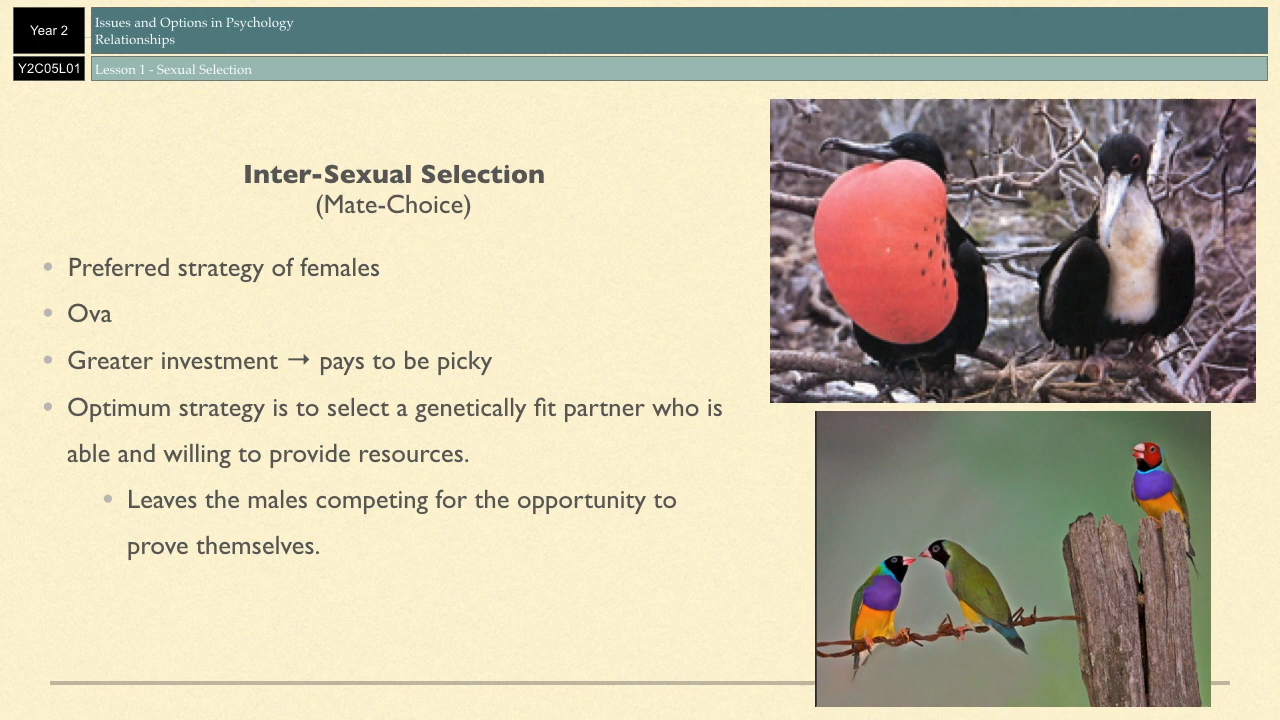 Year 2
Issues and Options in Psychology
Relationships
Y2C05L01
Lesson 1 - Sexual Selection
Inter-Sexual Selection
(Mate-Choice)
• Preferred strategy of females
• Ova
• Greater investment → pays to be picky
• Optimum strategy is to select a genetically fit partner who is
able and willing to provide resources.
• Leaves the males competing for the opportunity to
prove themselves.